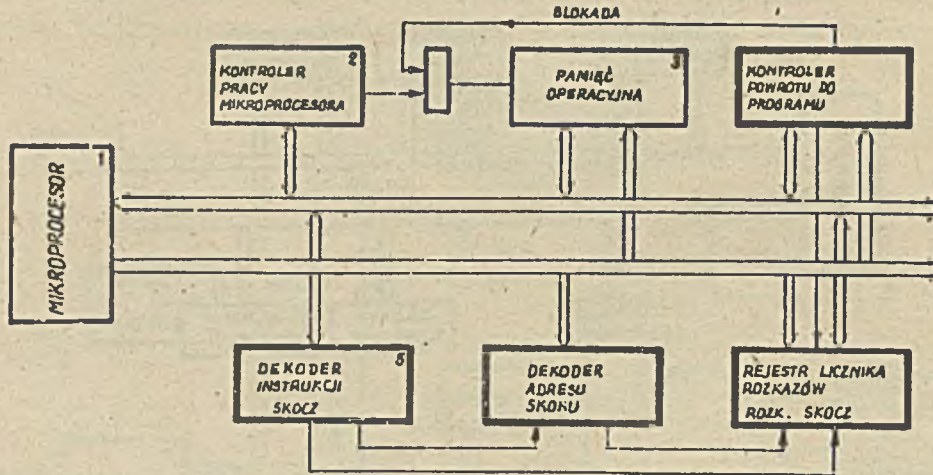 BLOKADA
2
KONTROLER
PRACY
MIKROPROCESORA
3
PAMIĘĆ
OPERACYJNA
KONTROLER
POWROTU DO
PROGRAMU
1
MIKROPROCESOR
5
DEKODER
INSTRUKCJI
SKOCZ
DEKODER
ADRESU
SKOKU
REJESTR LICZNIKA
ROZKAZÓW
ROZK. SKOCZ